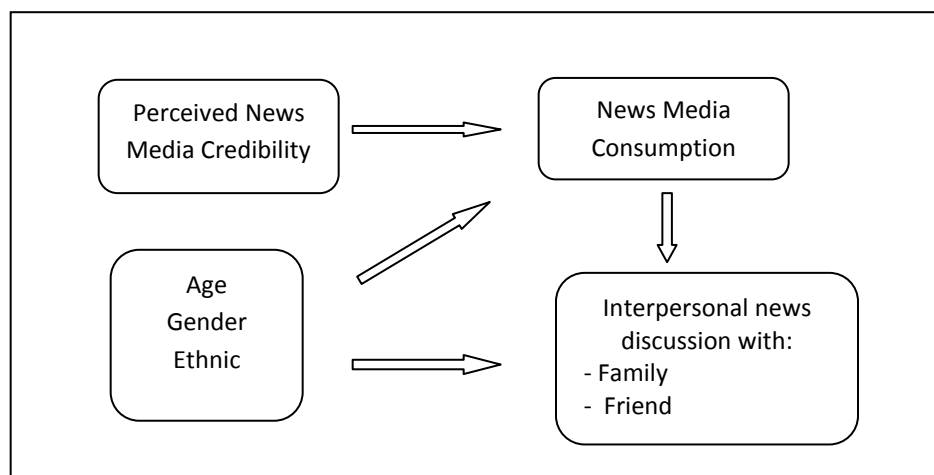 Perceived News
Media Credibility
News Media
Consumption
Age
Gender
Ethnic
Interpersonal news
discussion with:
- Family
- Friend